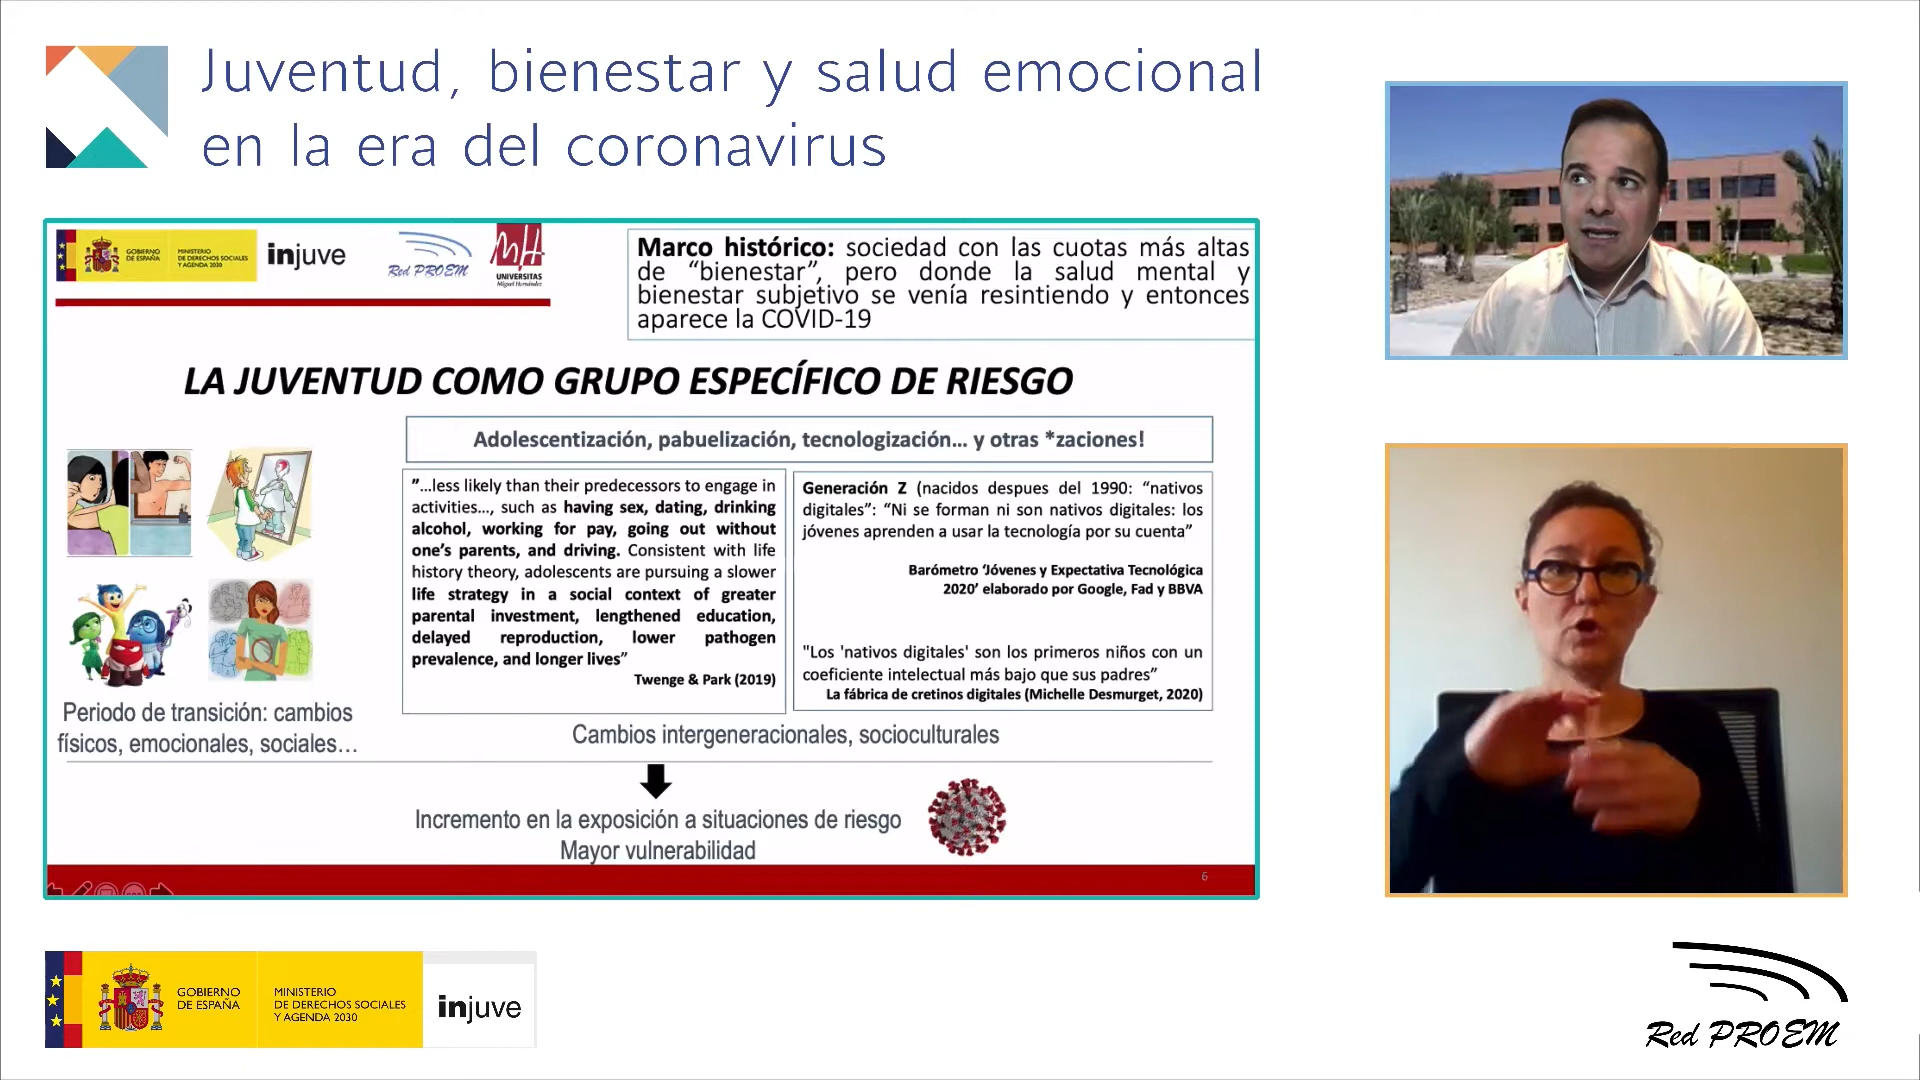 Juventud, bienestar y salud emocional
en la era del coronavirus
GOBIERNO
DE ESPAÑA
MINISTERIO
DE DERECHOS SOCIALES
Y AGENDA 2030
injuve
Red PROEM
UNIVERSITAS
Miguel Hernández
Marco histórico: sociedad con las cuotas más altas
de “bienestar”, pero donde la salud mental y
bienestar subjetivo se venía resintiendo y entonces
aparece la COVID-19
LA JUVENTUD COMO GRUPO ESPECÍFICO DE RIESGO
Adolescentización, pabuelización, tecnologización... y otras *zaciones!
”...less likely than their predecessors to engage in
activities..., such as having sex, dating, drinking
alcohol, working for pay, going out without
one’s parents, and driving. Consistent with life
history theory, adolescents are pursuing a slower
life strategy in a social context of greater
parental investment, lengthened education,
delayed reproduction, lower pathogen
prevalence, and longer lives”
Twenge & Park (2019)
Generación Z (nacidos despues del 1990: “nativos
digitales”: “Ni se forman ni son nativos digitales: los
jóvenes aprenden a usar la tecnología por su cuenta”
Barómetro ‘Jóvenes y Expectativa Tecnológica
2020’ elaborado por Google, Fad y BBVA
"Los 'nativos digitales' son los primeros niños con un
coeficiente intelectual más bajo que sus padres”
La fábrica de cretinos digitales (Michelle Desmurget, 2020)
Periodo de transición: cambios
físicos, emocionales, sociales...
Cambios intergeneracionales, socioculturales
Incremento en la exposición a situaciones de riesgo
Mayor vulnerabilidad
6
GOBIERNO
DE ESPAÑA
MINISTERIO
DE DERECHOS SOCIALES
Y AGENDA 2030
injuve
Red PROEM